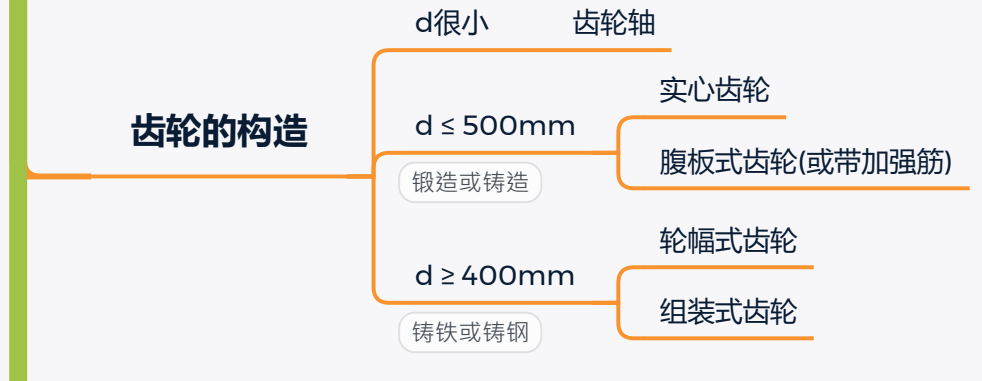 d很小 齿轮轴
齿轮的构造
d ≤ 500mm
锻造或铸造
实心齿轮
腹板式齿轮(或带加强筋)
d ≥ 400mm
铸铁或铸钢
轮幅式齿轮
组装式齿轮